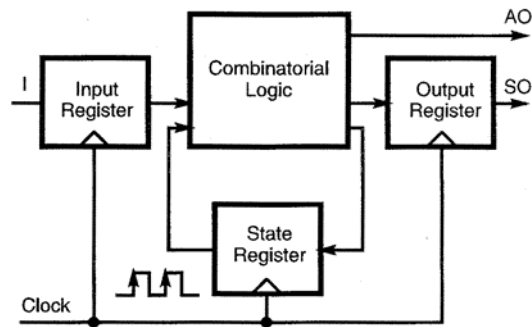 AO
I
Input
Register
Combinatorial
Logic
Output
Register
SO
State
Register
Clock